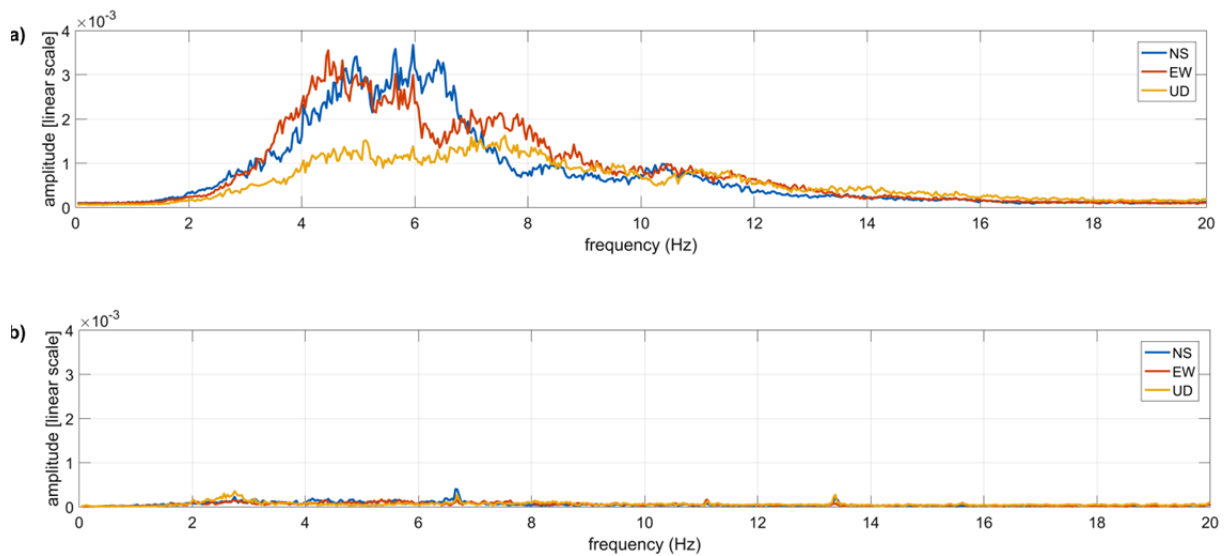 a)
×10⁻³
4
3
2
1
0
amplitude [linear scale]
NS
EW
UD
0 2 4 6 8 10 12 14 16 18 20
frequency (Hz)
b)
×10⁻³
4
3
2
1
0
amplitude [linear scale]
NS
EW
UD
0 2 4 6 8 10 12 14 16 18 20
frequency (Hz)